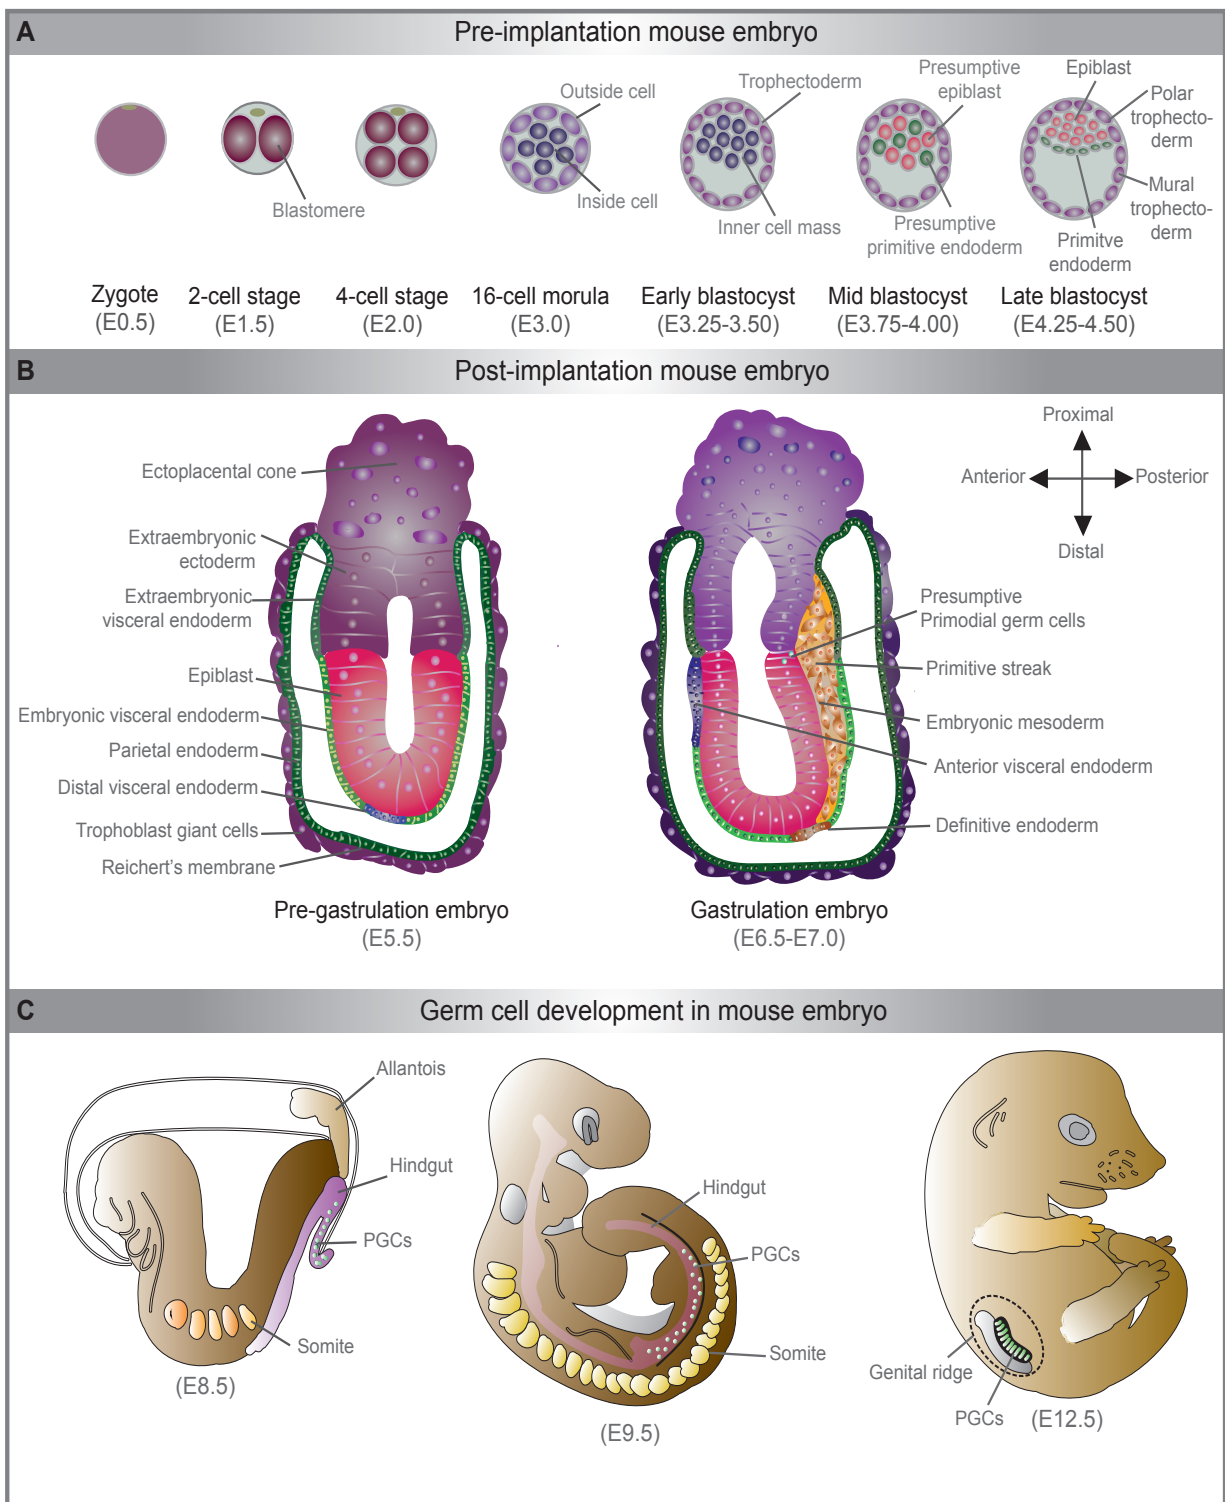 A
Pre-implantation mouse embryo
Outside cell
Inside cell
Blastomere
Trophectoderm
Inner cell mass
Presumptive
epiblast
Presumptive
primitive endoderm
Epiblast
Polar
trophecto-
derm
Mural
trophecto-
derm
Primitve
endoderm
Zygote
(E0.5)
2-cell stage
(E1.5)
4-cell stage
(E2.0)
16-cell morula
(E3.0)
Early blastocyst
(E3.25-3.50)
Mid blastocyst
(E3.75-4.00)
Late blastocyst
(E4.25-4.50)
B
Post-implantation mouse embryo
Ectoplacental cone
Extraembryonic
ectoderm
Extraembryonic
visceral endoderm
Epiblast
Embryonic visceral endoderm
Parietal endoderm
Distal visceral endoderm
Trophoblast giant cells
Reichert's membrane
Pre-gastrulation embryo
(E5.5)
Proximal
Anterior
Posterior
Distal
Presumptive
Primodial germ cells
Primitive streak
Embryonic mesoderm
Anterior visceral endoderm
Definitive endoderm
Gastrulation embryo
(E6.5-E7.0)
C
Germ cell development in mouse embryo
Allantois
Hindgut
PGCs
Somite
(E8.5)
Hindgut
PGCs
Somite
(E9.5)
Genital ridge
PGCs
(E12.5)